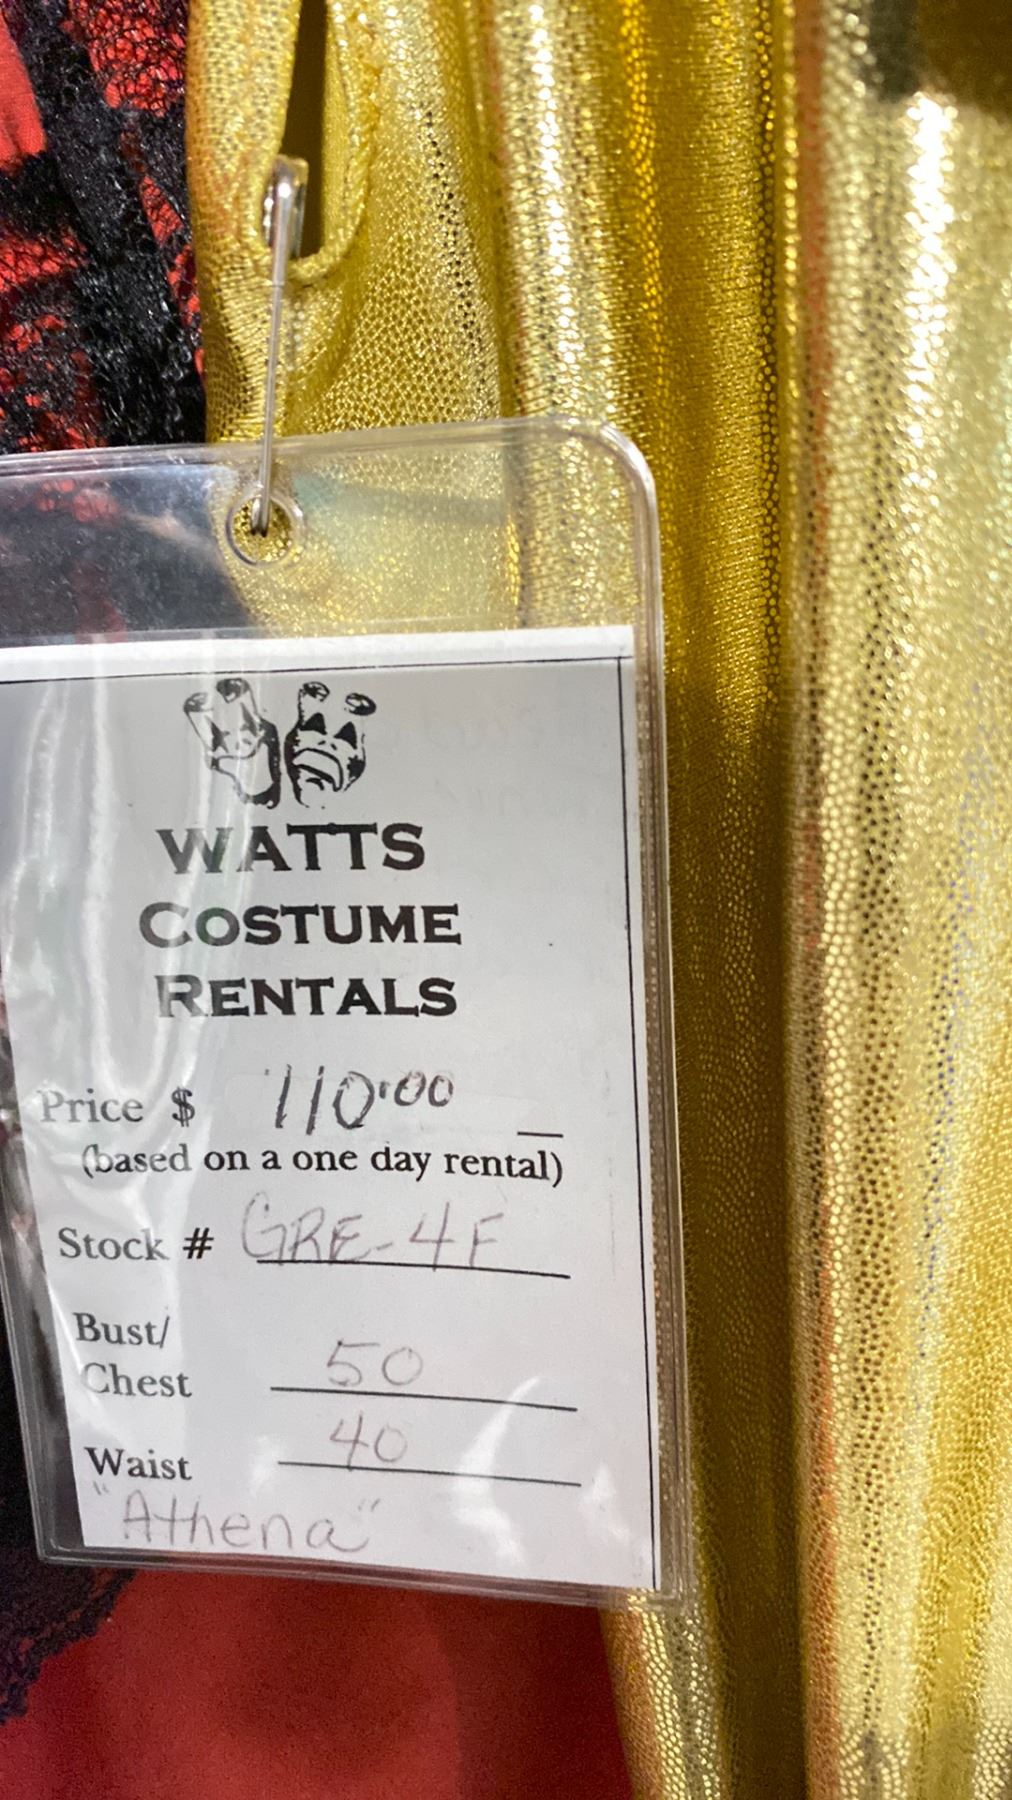 WATTS
COSTUME
RENTALS
Price $ 110.00
(based on a one day rental)
Stock # GRE-4F
Bust/
Chest 50
Waist 40
"Athena"